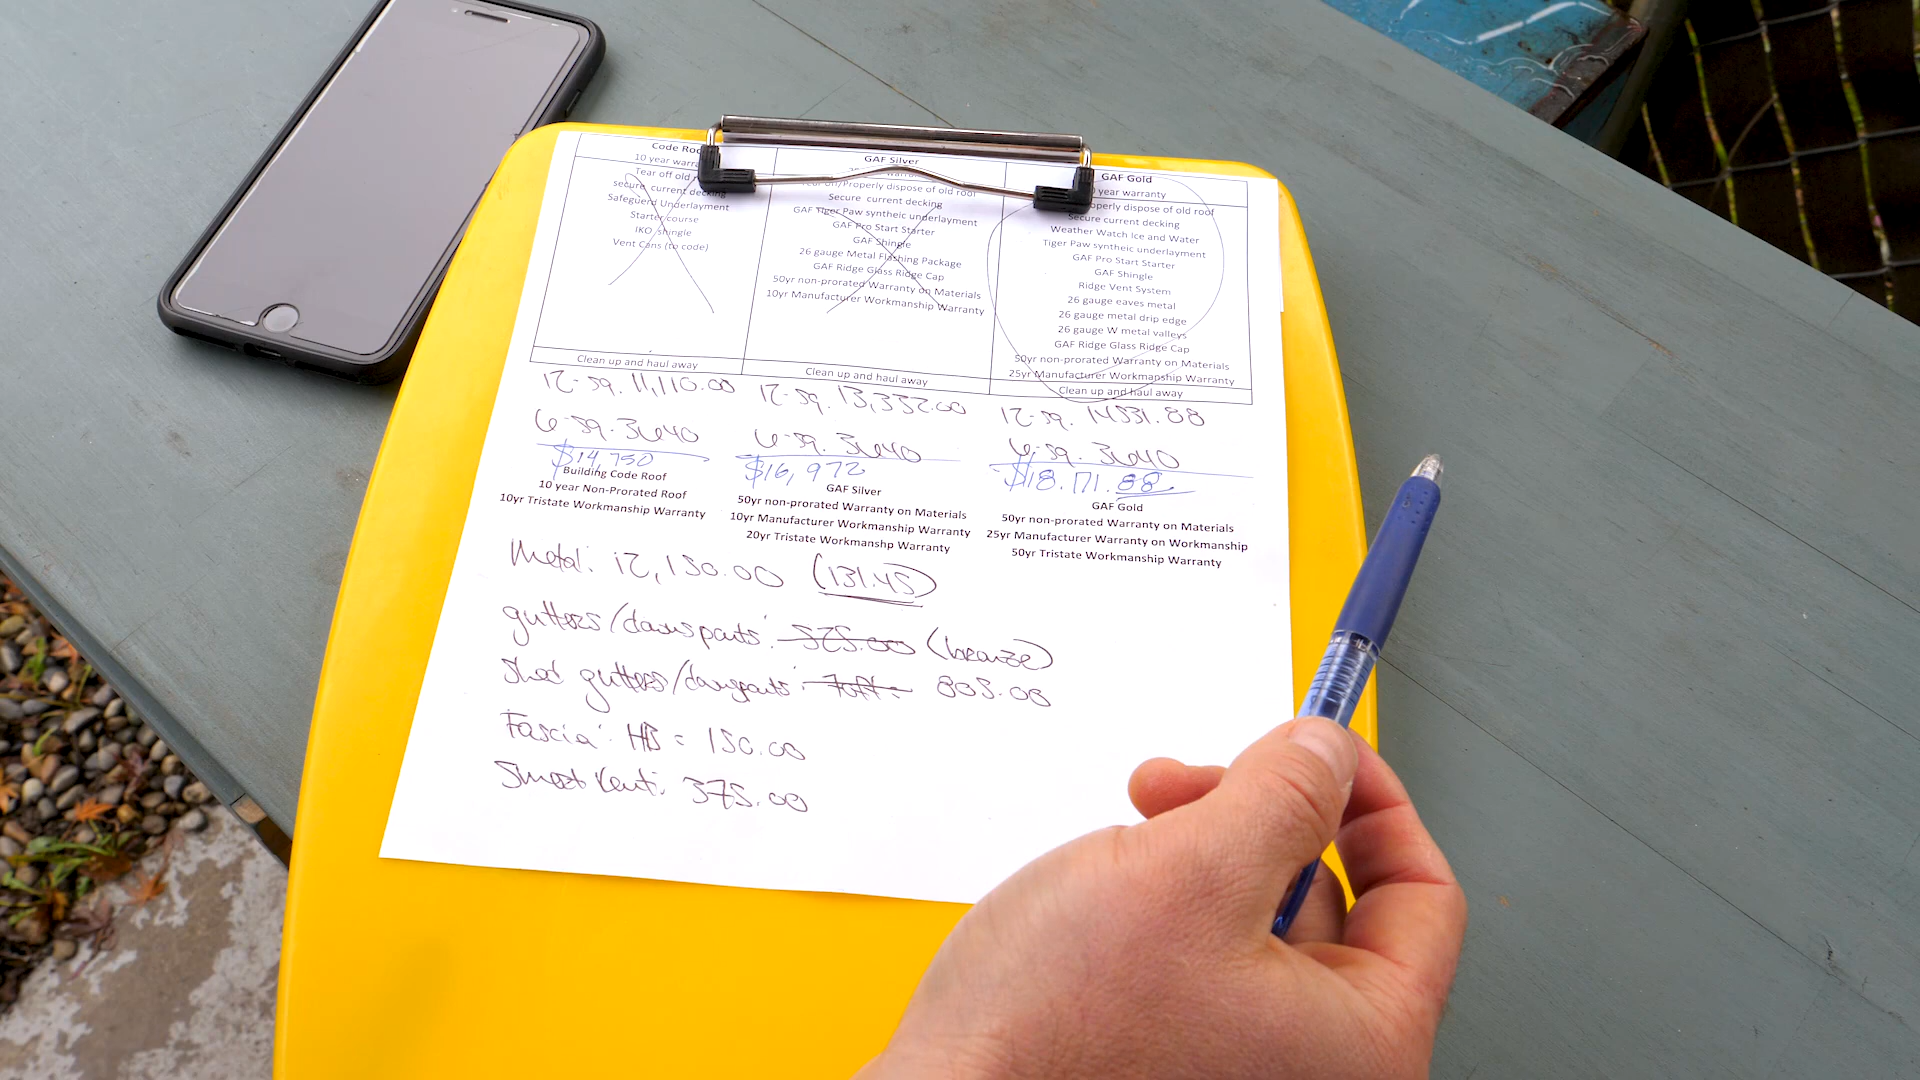 Code Roof
10 year
Tear off old
secure current decking
Safeguard Underlayment
Starter course
IKO shingle
Vent Cans (to code)
Clean up and haul away
GAF Silver
Tear off/Properly dispose of old roof
Secure current decking
GAF Tiger Paw syntheic underlayment
GAF Pro Start Starter
GAF Shingle
26 gauge Metal Flashing Package
GAF Ridge Glass Ridge Cap
50yr non-prorated Warranty on Materials
10yr Manufacturer Workmanship Warranty
Clean up and haul away
GAF Gold
year warranty
dispose of old roof
Secure current decking
Weather Watch Ice and Water
Tiger Paw syntheic underlayment
GAF Pro Start Starter
GAF Shingle
Ridge Vent System
26 gauge eaves metal
26 gauge metal drip edge
26 gauge W metal valleys
GAF Ridge Glass Ridge Cap
50yr non-prorated Warranty on Materials
25yr Manufacturer Workmanship Warranty
Clean up and haul away
12-sq. 11,110.00
6-sq. 3640
$14,750
Building Code Roof
10 year Non-Prorated Roof
10yr Tristate Workmanship Warranty
12-sq. 13,332.00
6-sq. 3640
$16,972
GAF Silver
50yr non-prorated Warranty on Materials
10yr Manufacturer Workmanship Warranty
20yr Tristate Workmanshp Warranty
12-sq. 14531.88
6-sq. 3640
$18.171.88
GAF Gold
50yr non-prorated Warranty on Materials
25yr Manufacturer Warranty on Workmanship
50yr Tristate Workmanship Warranty
Metal: 12,150.00 (131.45)
gutters/downspouts: 525.00 (bronze)
Shed gutters/downspouts: 805.00
Fascia: = 150.00
Smart Vent: 375.00